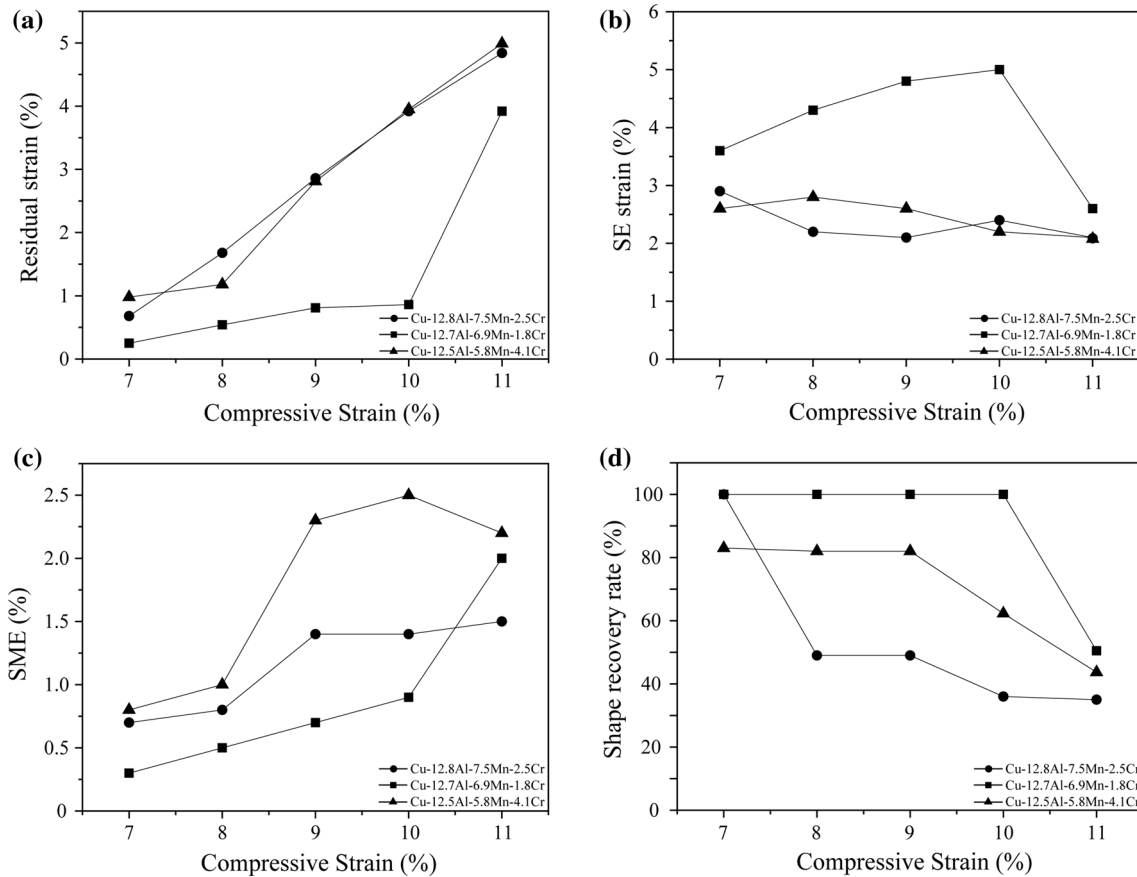 (a)
5
4
3
2
1
0
Residual strain (%)
Cu-12.8Al-7.5Mn-2.5Cr
Cu-12.7Al-6.9Mn-1.8Cr
Cu-12.5Al-5.8Mn-4.1Cr
7 8 9 10 11
Compressive Strain (%)
(b)
6
5
4
3
2
1
0
SE strain (%)
Cu-12.8Al-7.5Mn-2.5Cr
Cu-12.7Al-6.9Mn-1.8Cr
Cu-12.5Al-5.8Mn-4.1Cr
7 8 9 10 11
Compressive Strain (%)
(c)
2.5
2.0
1.5
1.0
0.5
0
SME (%)
Cu-12.8Al-7.5Mn-2.5Cr
Cu-12.7Al-6.9Mn-1.8Cr
Cu-12.5Al-5.8Mn-4.1Cr
7 8 9 10 11
Compressive Strain (%)
(d)
100
80
60
40
20
0
Shape recovery rate (%)
Cu-12.8Al-7.5Mn-2.5Cr
Cu-12.7Al-6.9Mn-1.8Cr
Cu-12.5Al-5.8Mn-4.1Cr
7 8 9 10 11
Compressive Strain (%)